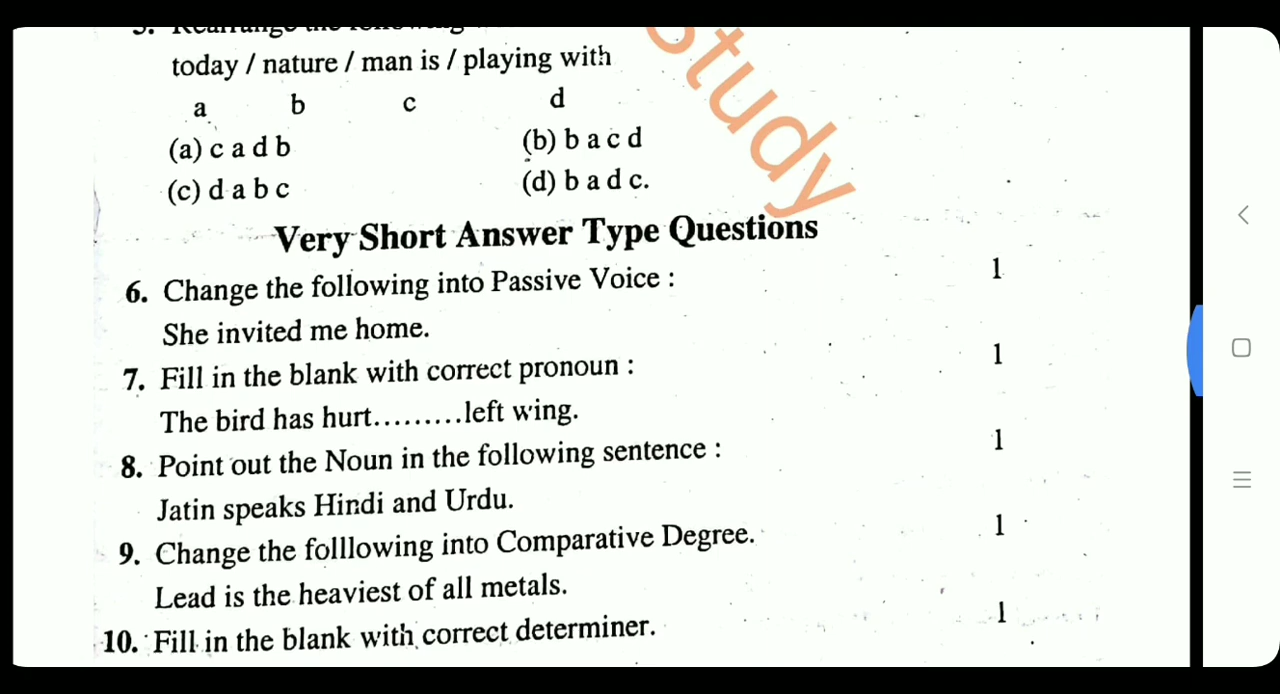 today / nature / man is / playing with
a b c d
(a) c a d b (b) b a c d
(c) d a b c (d) b a d c.
Study
Very Short Answer Type Questions
6. Change the following into Passive Voice : 1
She invited me home.
7. Fill in the blank with correct pronoun : 1
The bird has hurt.........left wing.
8. Point out the Noun in the following sentence : 1
Jatin speaks Hindi and Urdu.
9. Change the folllowing into Comparative Degree. 1
Lead is the heaviest of all metals.
10. Fill in the blank with correct determiner. 1